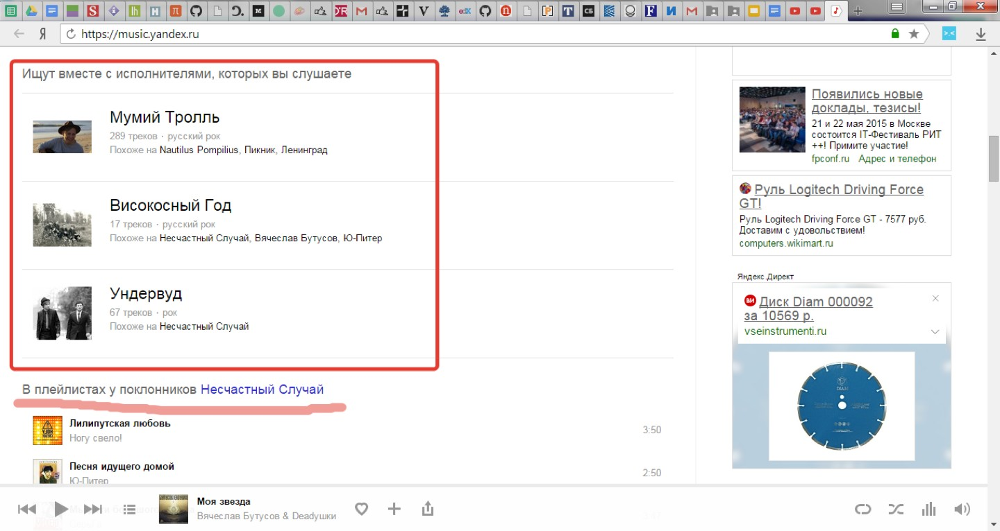 https://music.yandex.ru
Ищут вместе с исполнителями, которых вы слушаете
Мумий Тролль
289 треков · русский рок
Похоже на Nautilus Pompilius, Пикник, Ленинград
Високосный Год
17 треков · русский рок
Похоже на Несчастный Случай, Вячеслав Бутусов, Ю-Питер
Ундервуд
67 треков · рок
Похоже на Несчастный Случай
В плейлистах у поклонников Несчастный Случай
Лилипутская любовь
Ногу свело!
3:50
Песня идущего домой
Ю-Питер
2:50
Появились новые
доклады, тезисы!
21 и 22 мая 2015 в Москве
состоится IT-Фестиваль РИТ
++! Примите участие!
fpconf.ru Адрес и телефон
Руль Logitech Driving Force
GT!
Руль Logitech Driving Force GT - 7577 руб.
Доставим с удовольствием!
computers.wikimart.ru
Яндекс.Директ
Диск Diam 000092
за 10569 р.
vseinstrumenti.ru
DIAM
Моя звезда
Вячеслав Бутусов & Deadушки